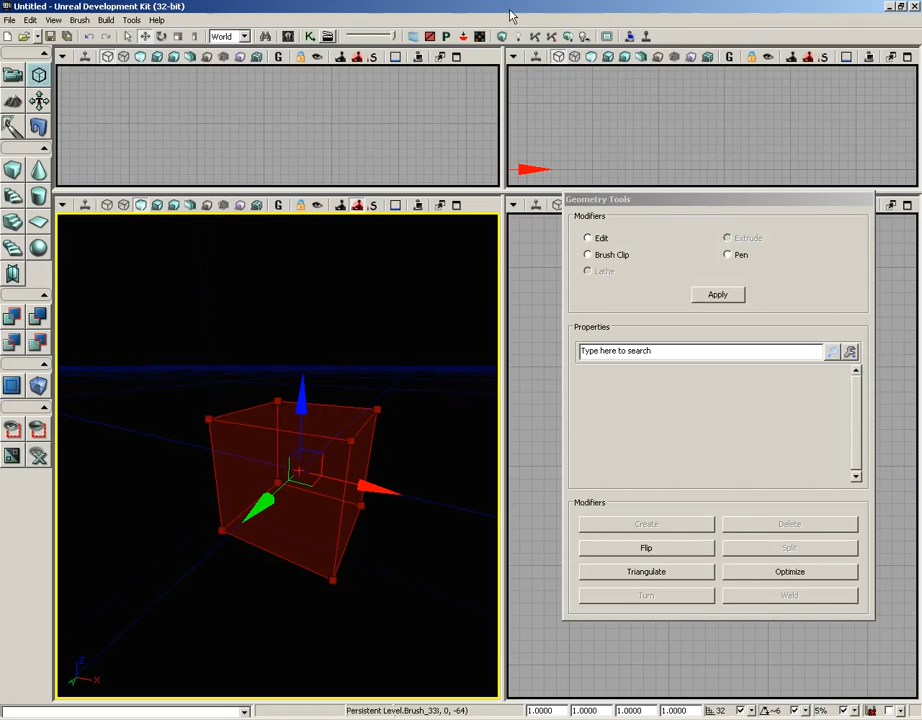 Untitled - Unreal Development Kit (32-bit)
File Edit View Brush Build Tools Help
World
G S G S
S
Geometry Tools
Modifiers
Edit Extrude
Brush Clip Pen
Lathe
Apply
Properties
Type here to search
Modifiers
Create Delete
Flip Split
Triangulate Optimize
Turn Weld
Z
X
Y
Persistent Level.Brush_33 0, 0, -64) 1.0000 1.0000 1.0000 1.0000 32 ~6 5%